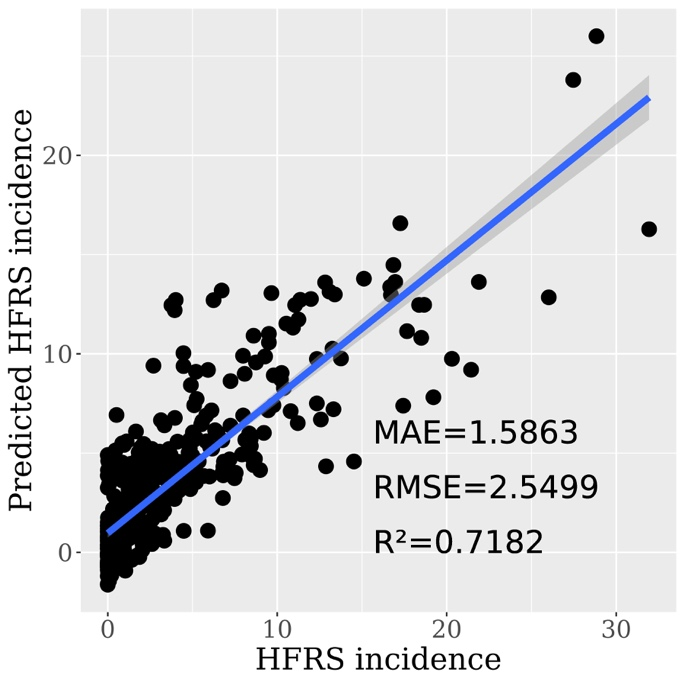 Predicted HFRS incidence
20
10
0
MAE=1.5863
RMSE=2.5499
R²=0.7182
0 10 20 30
HFRS incidence